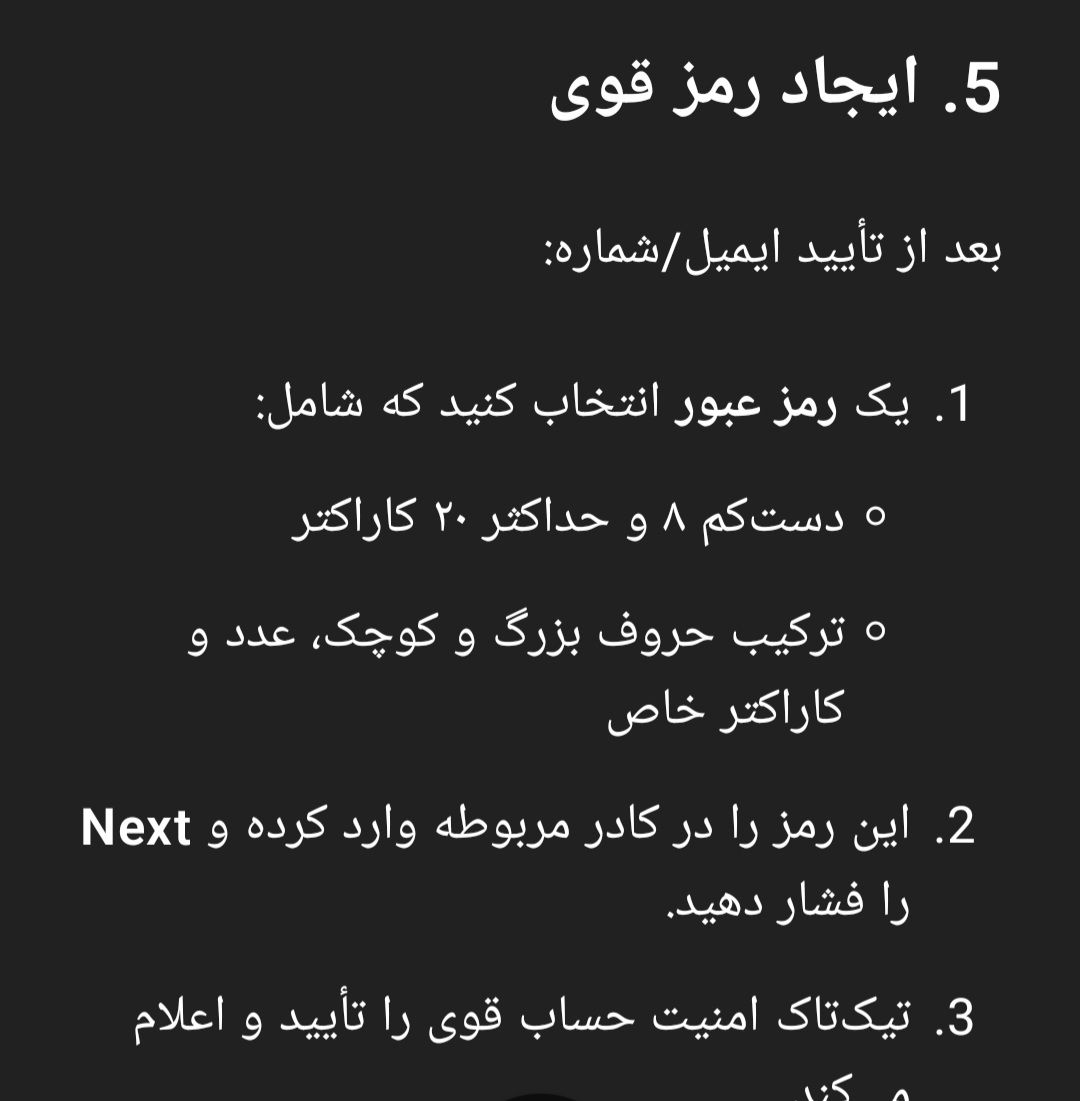 5. ایجاد رمز قوی
بعد از تأیید ایمیل/شماره:
1. یک رمز عبور انتخاب کنید که شامل:
○ دست‌کم ۸ و حداکثر ۲۰ کاراکتر
○ ترکیب حروف بزرگ و کوچک، عدد و
کاراکتر خاص
2. این رمز را در کادر مربوطه وارد کرده و Next
را فشار دهید.
3. تیک‌تاک امنیت حساب قوی را تأیید و اعلام